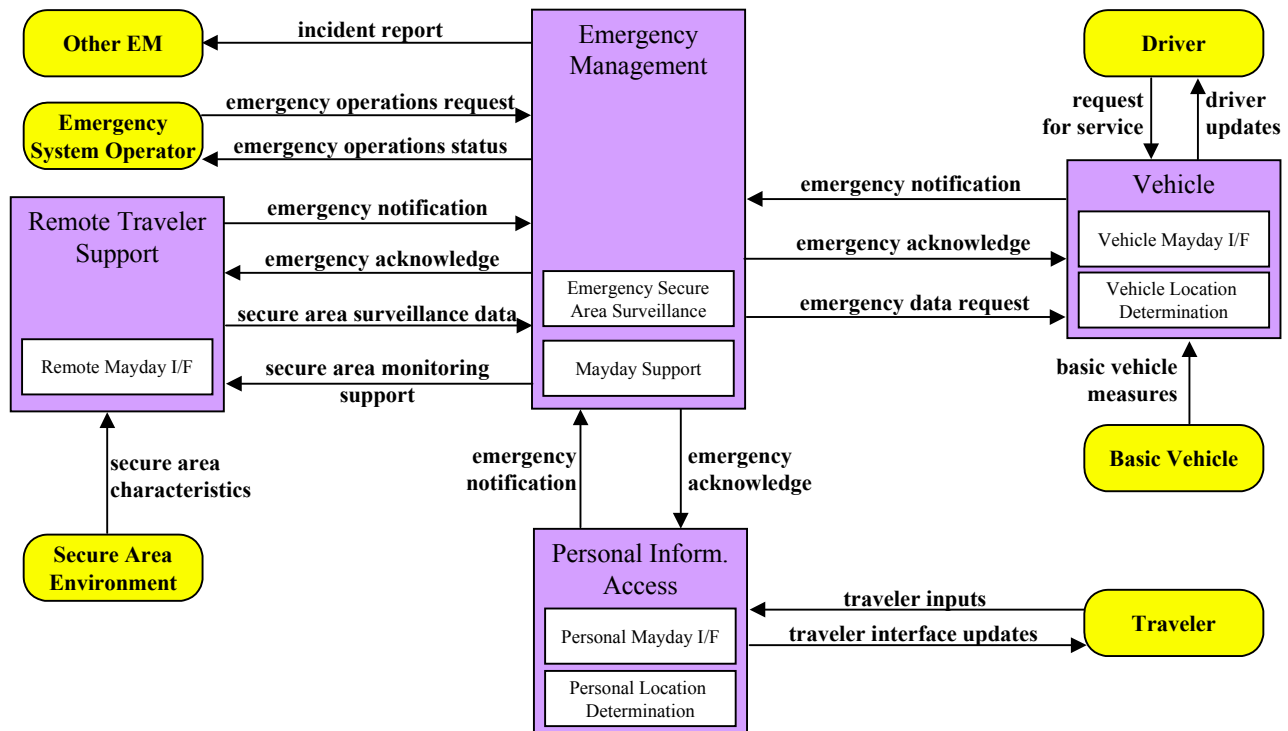 Other EM
incident report
Emergency
Management
Driver
emergency operations request
Emergency
System Operator
emergency operations status
request
for service
driver
updates
Remote Traveler
Support
emergency notification
emergency acknowledge
secure area surveillance data
Remote Mayday I/F
secure area monitoring
support
Emergency Secure
Area Surveillance
Mayday Support
emergency notification
emergency acknowledge
emergency data request
Vehicle
Vehicle Mayday I/F
Vehicle Location
Determination
basic vehicle
measures
Basic Vehicle
secure area
characteristics
Secure Area
Environment
emergency
notification
emergency
acknowledge
Personal Inform.
Access
Personal Mayday I/F
Personal Location
Determination
traveler inputs
traveler interface updates
Traveler